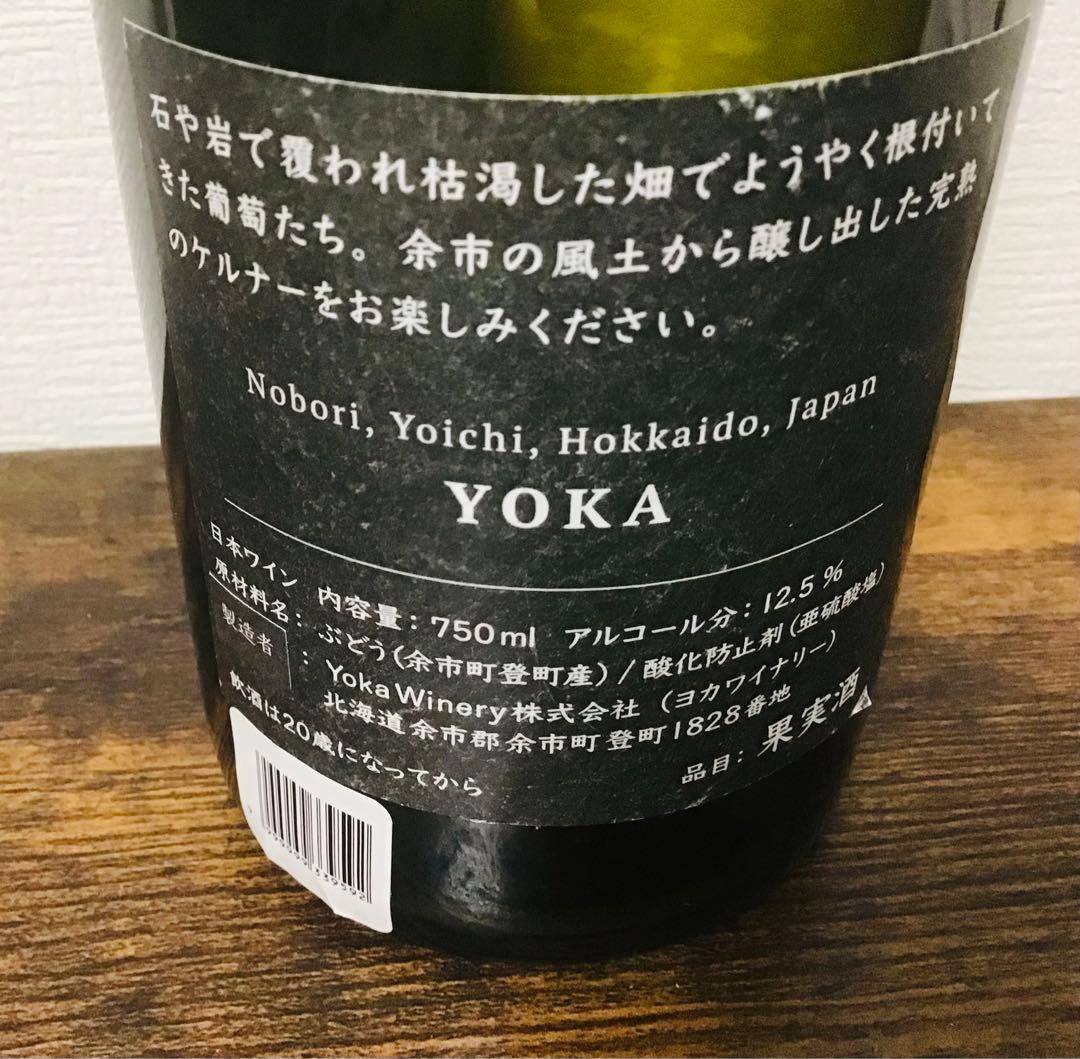 石や岩で覆われ枯渇した畑でようやく根付いて
きた葡萄たち。余市の風土から醸し出した完熟
のケルナーをお楽しみください。
Nobori, Yoichi, Hokkaido, Japan
YOKA
日本ワイン 内容量：750ml アルコール分：12.5％
原材料名：ぶどう(余市町登町産)/酸化防止剤(亜硫酸塩)
製造者：Yoka Winery株式会社（ヨカワイナリー）
北海道余市郡余市町登町1828番地
飲酒は20歳になってから 品目：果実酒